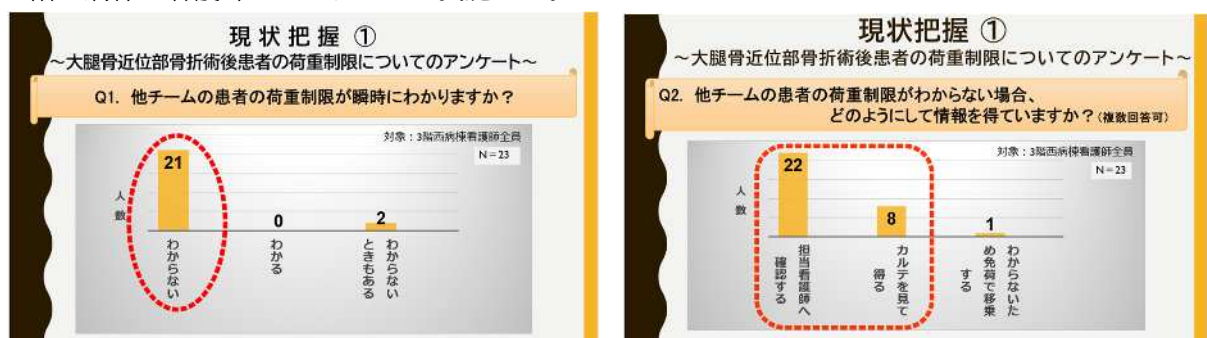 現状把握 ①
~大腿骨近位部骨折術後患者の荷重制限についてのアンケート~
Q1. 他チームの患者の荷重制限が瞬時にわかりますか?
対象:3階西病棟看護師全員
N=23
人数
21
0
2
わからない
わかる
わからない
ときもある
現状把握 ①
~大腿骨近位部骨折術後患者の荷重制限についてのアンケート~
Q2. 他チームの患者の荷重制限がわからない場合、
どのようにして情報を得ていますか?(複数回答可)
対象:3階西病棟看護師全員
N=23
人数
22
8
1
担当看護師へ
確認する
カルテを見て
得る
わからないた
め免荷で移乗
する